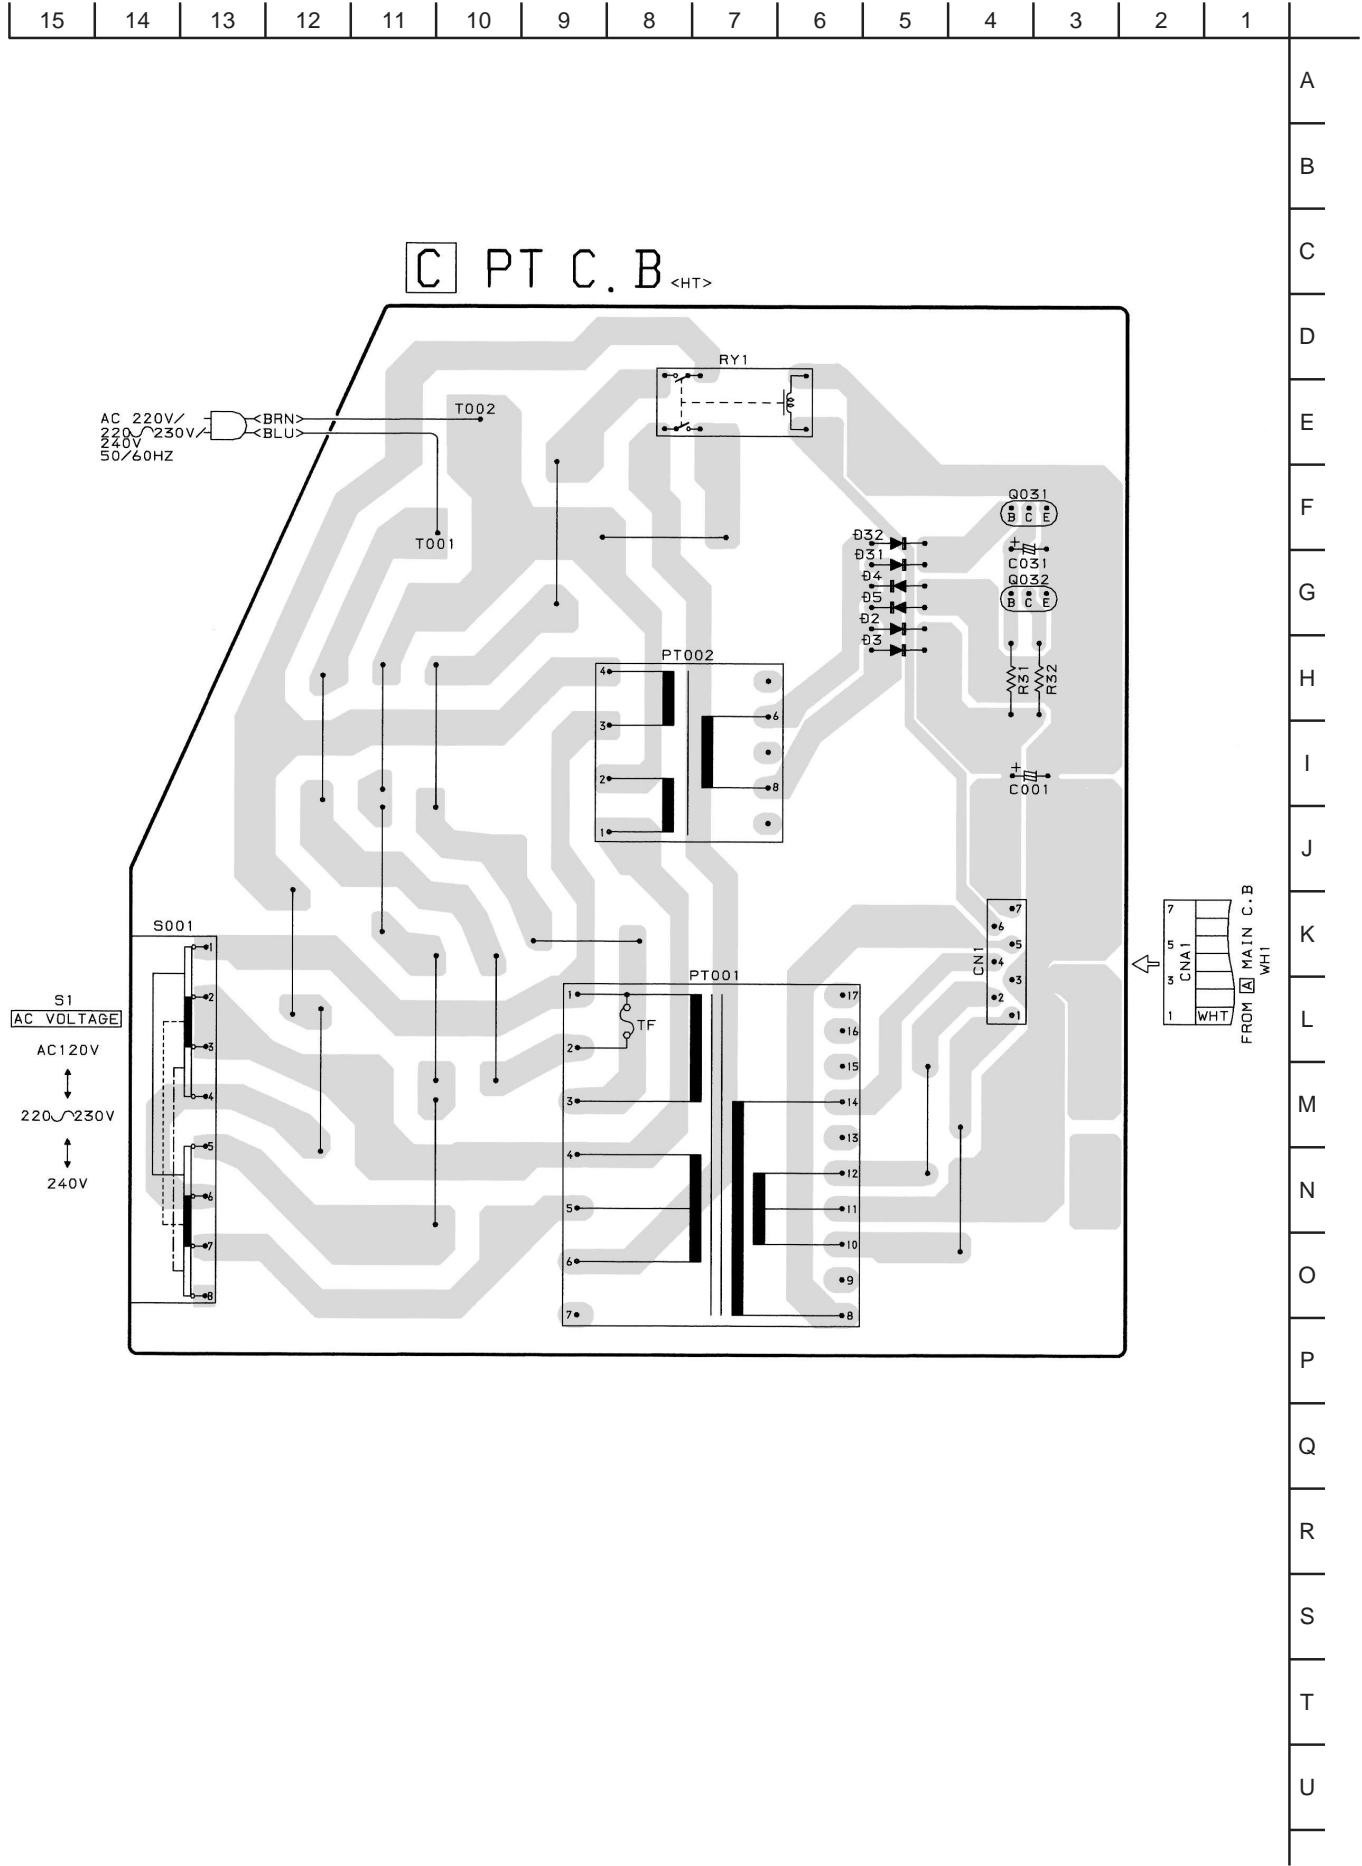 15 14 13 12 11 10 9 8 7 6 5 4 3 2 1
A
B
C
D
E
F
G
H
I
J
K
L
M
N
O
P
Q
R
S
T
U
C PT C.B <HT>
RY1
AC 220V/
220～230V/
240V
50/60HZ
<BRN>
<BLU>
T002
T001
Q031
B C E
+
C031
Q032
B C E
D32
D31
D4
D5
D2
D3
R31
R32
+
C001
PT002
4
3
2
1
6
8
S001
1
2
3
4
5
6
7
8
S1
AC VOLTAGE
AC120V
220～230V
240V
PT001
1
2
3
4
5
6
7
TF
17
16
15
14
13
12
11
10
9
8
CN1
7
6
5
4
3
2
1
7
5
3
1
CNA1
WHT
FROM A MAIN C.B
WH1